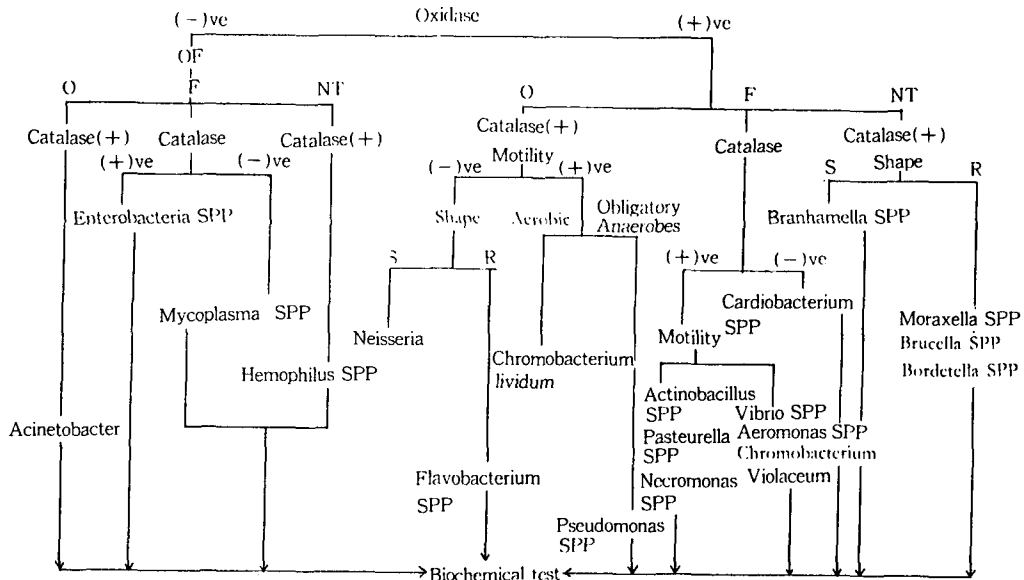 Oxidase
(−)ve (+)ve
OF
O F NT
O F NT
Catalase(+) Catalase Catalase(+)
Catalase(+) Catalase Catalase(+)
(+)ve (−)ve
Motility
(−)ve (+)ve
Shape
S R
Enterobacteria SPP
Shape Aerobic Obligatory
Anaerobes
Branhamella SPP
S R
(+)ve (−)ve
Mycoplasma SPP
Neisseria
Cardiobacterium
SPP
Motility
Moraxella SPP
Brucella SPP
Bordetella SPP
Hemophilus SPP
Chromobacterium
lividum
Actinobacillus
SPP
Pasteurella
SPP
Necromonas
SPP
Vibrio SPP
Aeromonas SPP
Chromobacterium
Violaceum
Acinetobacter
Flavobacterium
SPP
Pseudomonas
SPP
Biochemical test